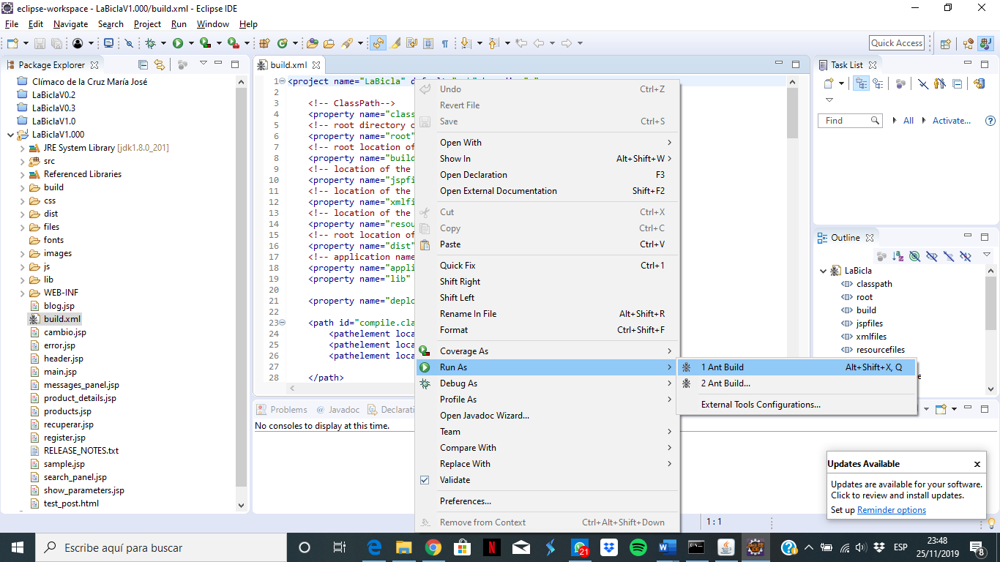 eclipse-workspace - LaBiclaV1.000/build.xml - Eclipse IDE
File Edit Navigate Search Project Run Window Help
Quick Access
Package Explorer
Clímaco de la Cruz María José
LaBiclaV0.2
LaBiclaV0.3
LaBiclaV1.0
LaBiclaV1.000
JRE System Library [jdk1.8.0_201]
src
Referenced Libraries
build
css
dist
files
fonts
images
js
lib
WEB-INF
blog.jsp
build.xml
cambio.jsp
error.jsp
header.jsp
main.jsp
messages_panel.jsp
product_details.jsp
products.jsp
recuperar.jsp
register.jsp
RELEASE_NOTES.txt
sample.jsp
search_panel.jsp
show_parameters.jsp
test_post.html
build.xml
1 <project name="LaBicla"
2
3 <!-- ClassPath-->
4 <property name="class
5 <!-- root directory
6 <property name="root"
7 <!-- root location of
8 <property name="build
9 <!-- location of the
10 <property name="jspfi
11 <!-- location of the
12 <property name="xmlfi
13 <!-- location of the
14 <property name="resou
15 <!-- root location of
16 <property name="dist"
17 <!-- application name
18 <property name="appli
19 <property name="lib"
20
21 <property name="deplo
22
23 <path id="compile.cla
24 <pathelement loca
25 <pathelement loca
26 <pathelement loca
27
28 </path>
Problems @ Javadoc Declarati
No consoles to display at this time.
Undo Ctrl+Z
Revert File
Save Ctrl+S
Open With
Show In Alt+Shift+W
Open Declaration F3
Open External Documentation Shift+F2
Cut Ctrl+X
Copy Ctrl+C
Paste Ctrl+V
Quick Fix Ctrl+1
Shift Right
Shift Left
Rename In File Alt+Shift+R
Format Ctrl+Shift+F
Coverage As
Run As
Debug As
Profile As
Open Javadoc Wizard...
Team
Compare With
Replace With
Validate
Preferences...
Remove from Context Ctrl+Alt+Shift+Down
1 Ant Build Alt+Shift+X, Q
2 Ant Build...
External Tools Configurations...
Task List
Find All Activate...
Outline
LaBicla
classpath
root
build
jspfiles
xmlfiles
resourcefiles
Updates Available x
Updates are available for your software.
Click to review and install updates.
Set up Reminder options
1 : 1
Escribe aquí para buscar
21
ESP
23:48
25/11/2019
8